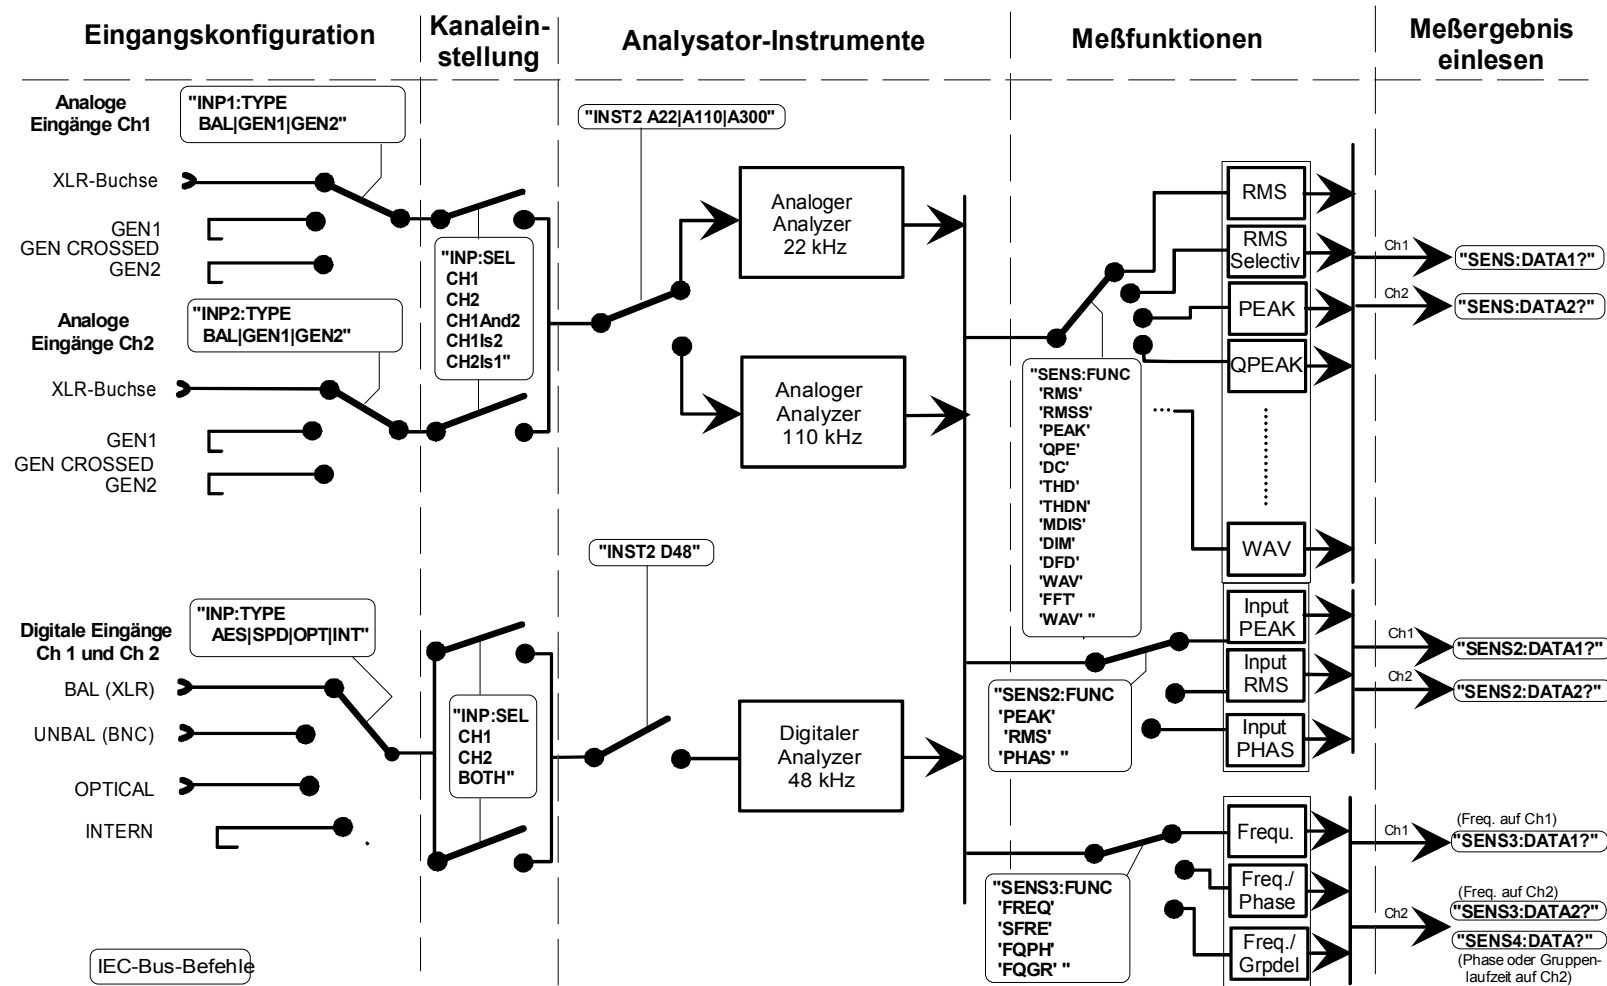 Eingangskonfiguration
Kanalein-
stellung
Analysator-Instrumente
Meßfunktionen
Meßergebnis
einlesen
Analoge
Eingänge Ch1
"INP1:TYPE
BAL|GEN1|GEN2"
XLR-Buchse
GEN1
GEN CROSSED
GEN2
Analoge
Eingänge Ch2
"INP2:TYPE
BAL|GEN1|GEN2"
XLR-Buchse
GEN1
GEN CROSSED
GEN2
Digitale Eingänge
Ch 1 und Ch 2
"INP:TYPE
AES|SPD|OPT|INT"
BAL (XLR)
UNBAL (BNC)
OPTICAL
INTERN
IEC-Bus-Befehle
"INP:SEL
CH1
CH2
CH1And2
CH1Is2
CH2Is1"
"INP:SEL
CH1
CH2
BOTH"
"INST2 A22|A110|A300"
Analoger
Analyzer
22 kHz
Analoger
Analyzer
110 kHz
"INST2 D48"
Digitaler
Analyzer
48 kHz
"SENS:FUNC
'RMS'
'RMSS'
'PEAK'
'QPE'
'DC'
'THD'
'THDN'
'MDIS'
'DIM'
'DFD'
'WAV'
'FFT'
'WAV' "
RMS
RMS
Selectiv
PEAK
QPEAK
WAV
"SENS2:FUNC
'PEAK'
'RMS'
'PHAS' "
Input
PEAK
Input
RMS
Input
PHAS
"SENS3:FUNC
'FREQ'
'SFRE'
'FQPH'
'FQGR' "
Frequ.
Freq./
Phase
Freq./
Grpdel
Ch1
"SENS:DATA1?"
Ch2
"SENS:DATA2?"
Ch1
"SENS2:DATA1?"
Ch2
"SENS2:DATA2?"
(Freq. auf Ch1)
Ch1
"SENS3:DATA1?"
(Freq. auf Ch2)
Ch2
"SENS3:DATA2?"
"SENS4:DATA?"
(Phase oder Gruppen-
laufzeit auf Ch2)